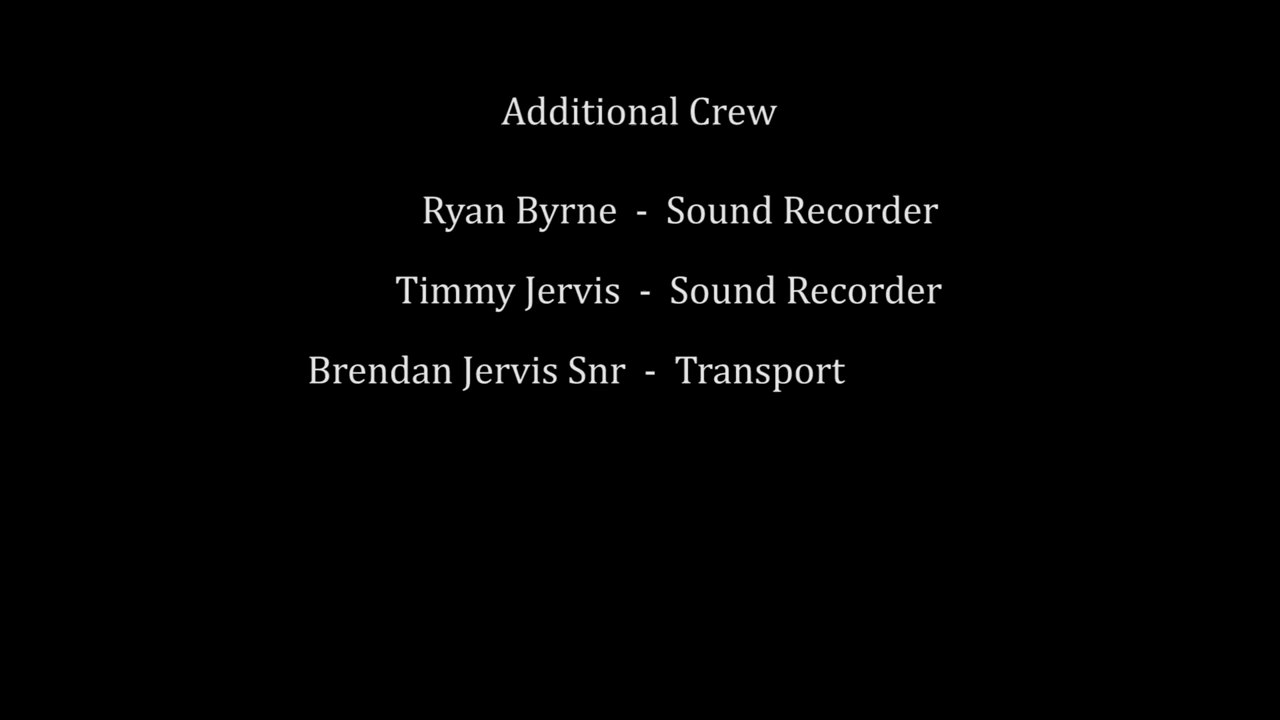 Additional Crew
Ryan Byrne - Sound Recorder
Timmy Jervis - Sound Recorder
Brendan Jervis Snr - Transport